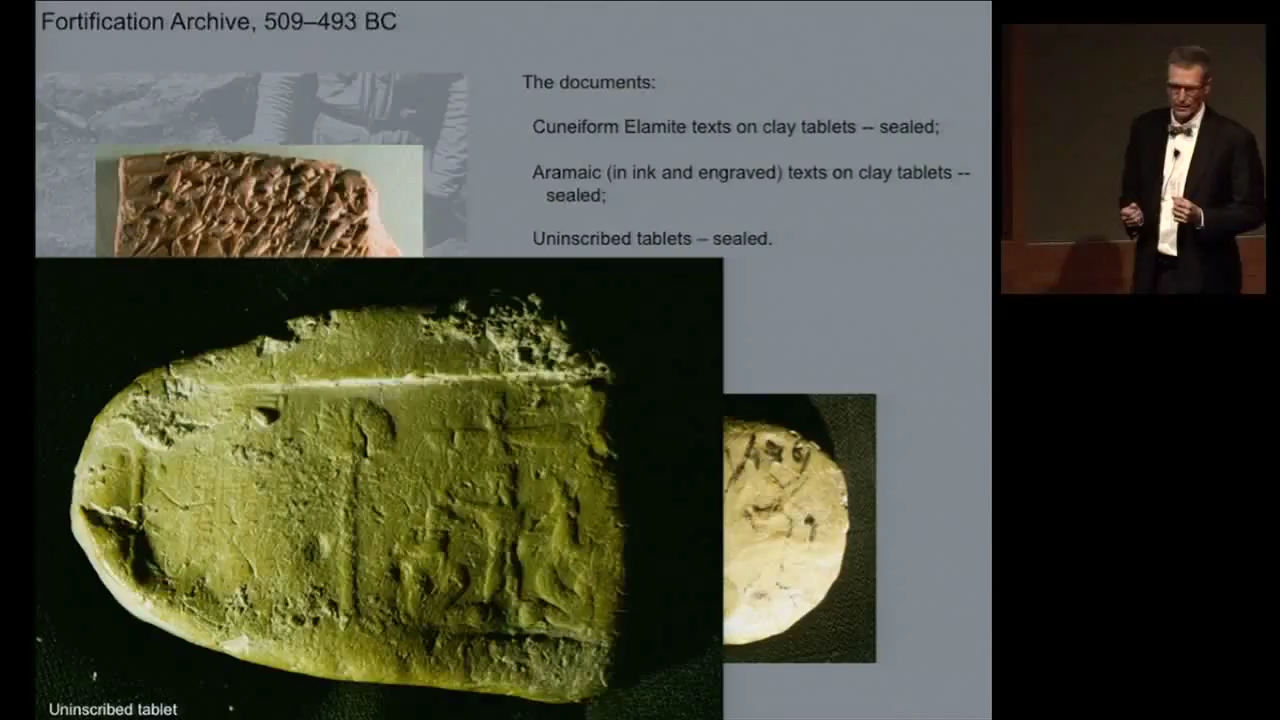 Fortification Archive, 509–493 BC
The documents:
Cuneiform Elamite texts on clay tablets -- sealed;
Aramaic (in ink and engraved) texts on clay tablets --
sealed;
Uninscribed tablets – sealed.
Uninscribed tablet